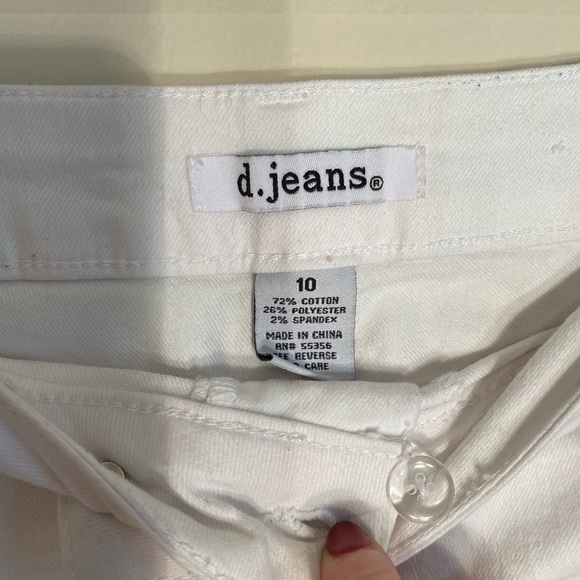 d.jeans®
10
72% COTTON
26% POLYESTER
2% SPANDEX
MADE IN CHINA
RN# 55356
REVERSE
CARE